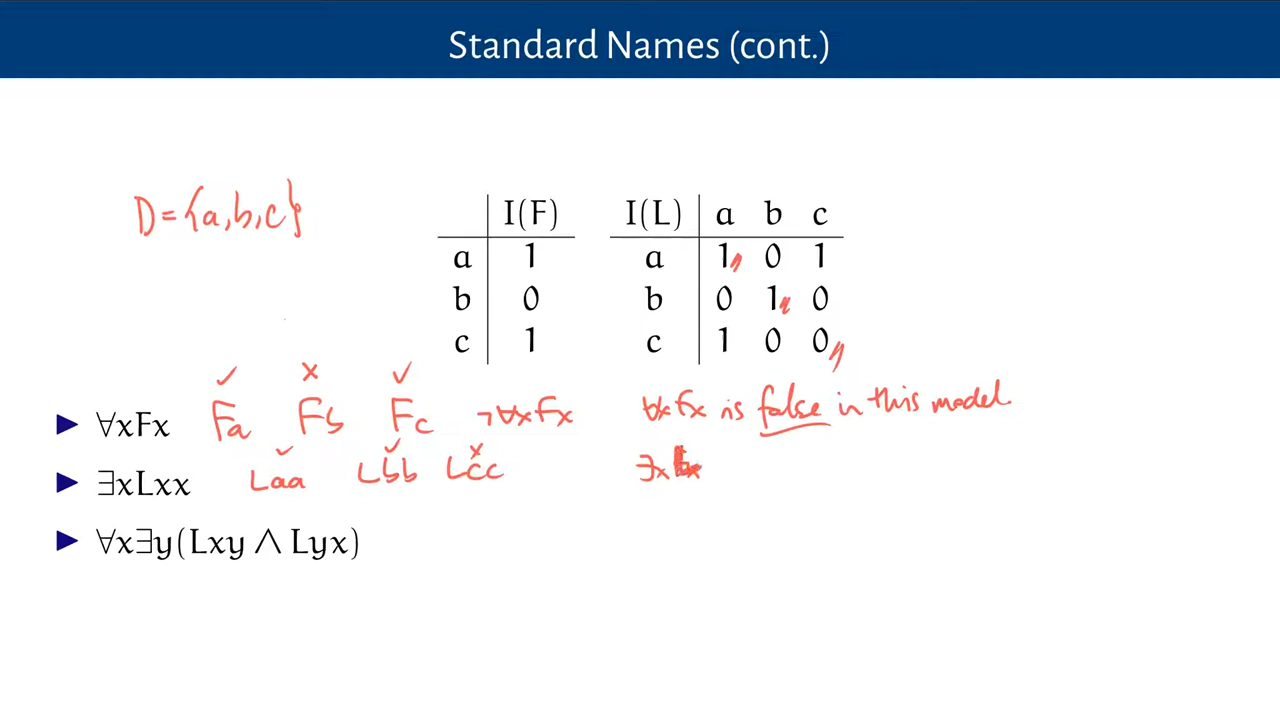 Standard Names (cont.)
D={a,b,c}
I(F)
a 1
b 0
c 1
I(L) a b c
a 1 0 1
b 0 1 0
c 1 0 0
✓ × ✓
∀xFx Fa Fb Fc ¬∀xFx ∀xFx is false in this model
✓ ✓ ×
∃xLxx Laa Lbb Lcc ∃x
∀x∃y(Lxy ∧ Lyx)